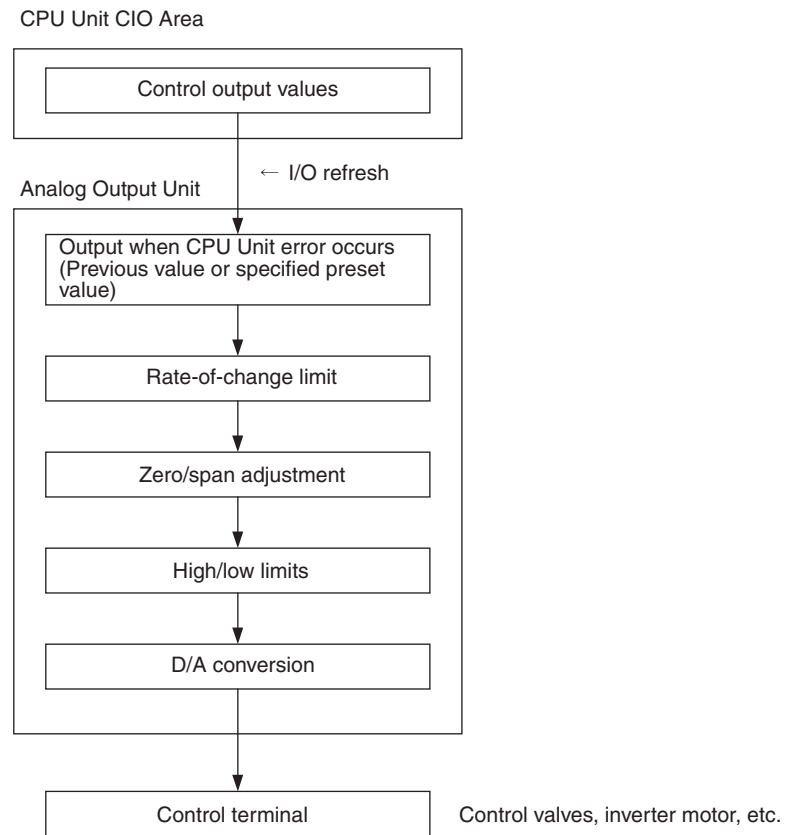 CPU Unit CIO Area
Control output values
← I/O refresh
Analog Output Unit
Output when CPU Unit error occurs
(Previous value or specified preset
value)
Rate-of-change limit
Zero/span adjustment
High/low limits
D/A conversion
Control terminal
Control valves, inverter motor, etc.